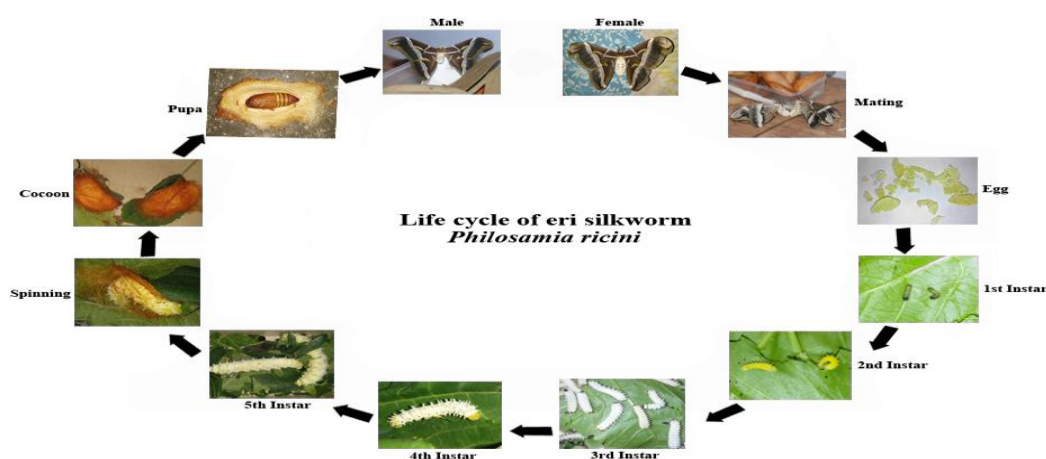 Male
Female
Mating
Egg
1st Instar
2nd Instar
3rd Instar
4th Instar
5th Instar
Spinning
Cocoon
Pupa
Life cycle of eri silkworm
Philosamia ricini